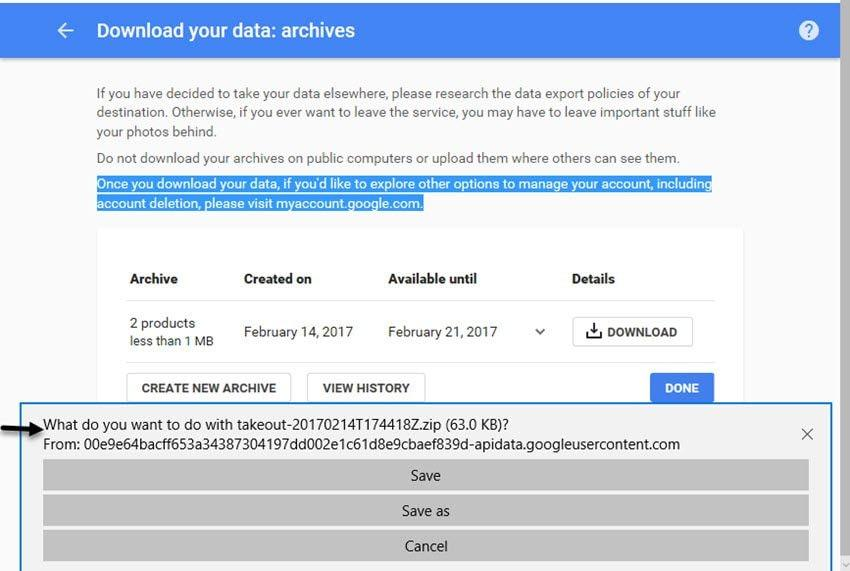 Download your data: archives
If you have decided to take your data elsewhere, please research the data export policies of your
destination. Otherwise, if you ever want to leave the service, you may have to leave important stuff like
your photos behind.
Do not download your archives on public computers or upload them where others can see them.
Once you download your data, if you'd like to explore other options to manage your account, including
account deletion, please visit myaccount.google.com.
Archive Created on Available until Details
2 products
less than 1 MB
February 14, 2017 February 21, 2017 DOWNLOAD
CREATE NEW ARCHIVE VIEW HISTORY DONE
What do you want to do with takeout-20170214T174418Z.zip (63.0 KB)?
From: 00e9e64bacff653a34387304197dd002e1c61d8e9cbaef839d-apidata.googleusercontent.com
Save
Save as
Cancel